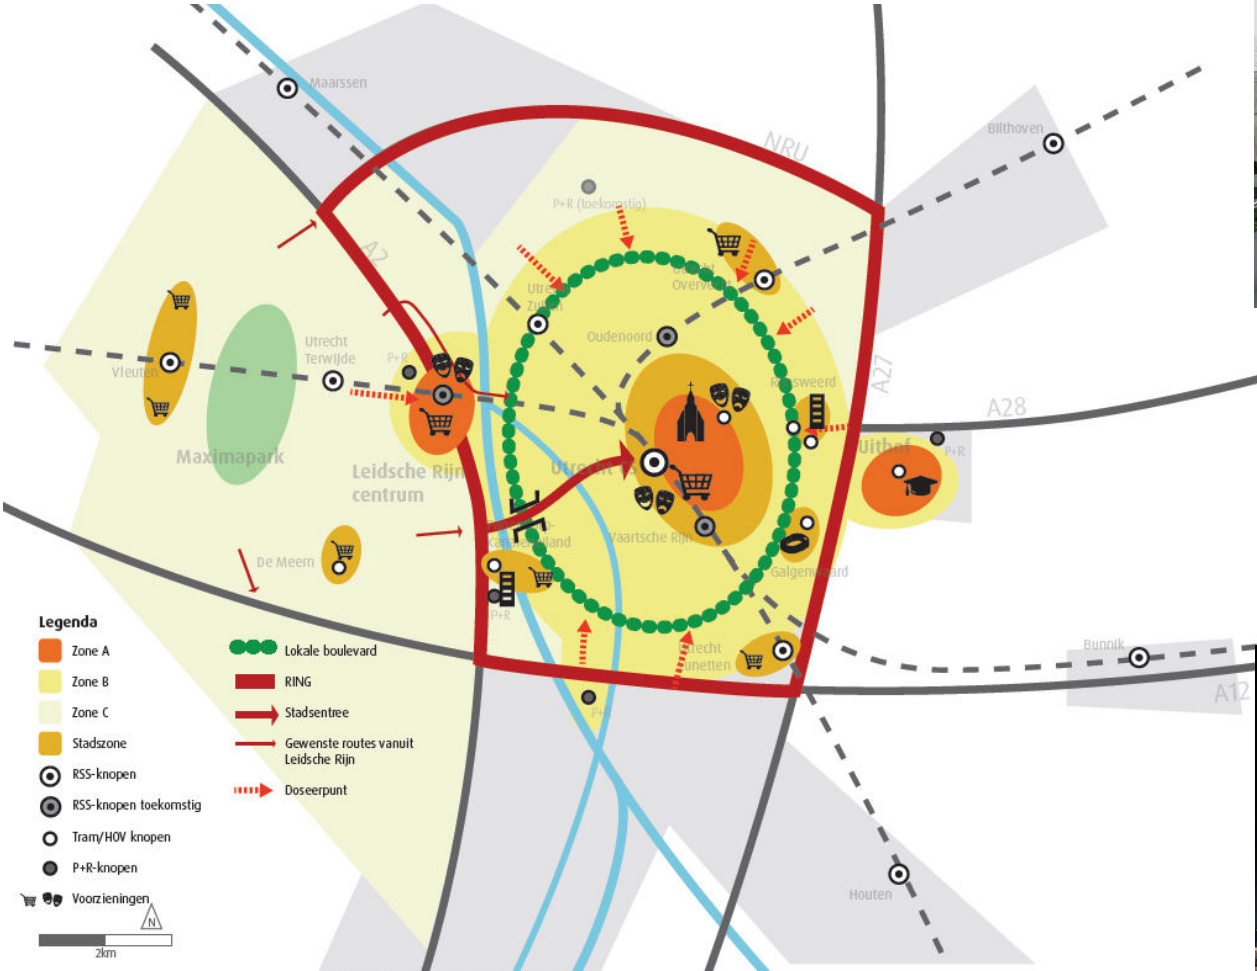 Maarssen
Bilthoven
NRU
P+R (toekomstig)
A2
Utrecht
Overvecht
Utrecht
Zuilen
Oudenoord
Utrecht
Terwijde
P+R
Vleuten
A27
Rijnsweerd
A28
Uithof
P+R
Maximapark
Leidsche Rijn
centrum
Utrecht CS
Kanaleneiland
Vaartsche Rijn
De Meern
Galgenwaard
P+R
Utrecht
Lunetten
Bunnik
A12
P+R
Houten
Legenda
Zone A
Zone B
Zone C
Stadszone
RSS-knopen
RSS-knopen toekomstig
Tram/HOV knopen
P+R-knopen
Voorzieningen
Lokale boulevard
RING
Stadsentree
Gewenste routes vanuit
Leidsche Rijn
Doseerpunt
N
2km